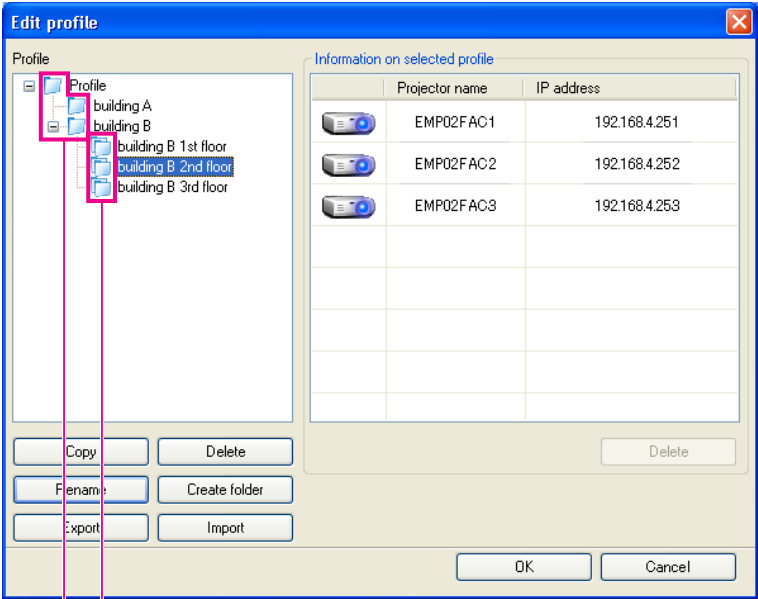 Edit profile
Profile
Information on selected profile
Profile
building A
building B
building B 1st floor
building B 2nd floor
building B 3rd floor
Projector name IP address
EMP02FAC1 192.168.4.251
EMP02FAC2 192.168.4.252
EMP02FAC3 192.168.4.253
Copy Delete
Delete
Rename Create folder
Export Import
OK Cancel